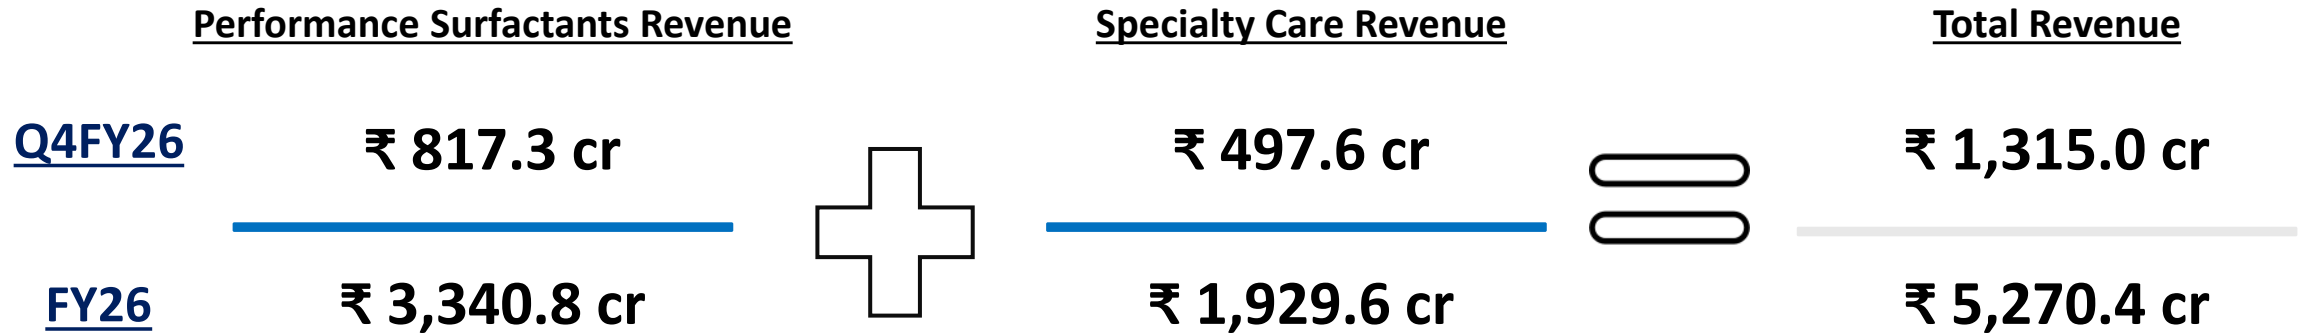 Performance Surfactants Revenue Specialty Care Revenue Total Revenue
Q4FY26 ₹ 817.3 cr ₹ 497.6 cr ₹ 1,315.0 cr
FY26 ₹ 3,340.8 cr ₹ 1,929.6 cr ₹ 5,270.4 cr